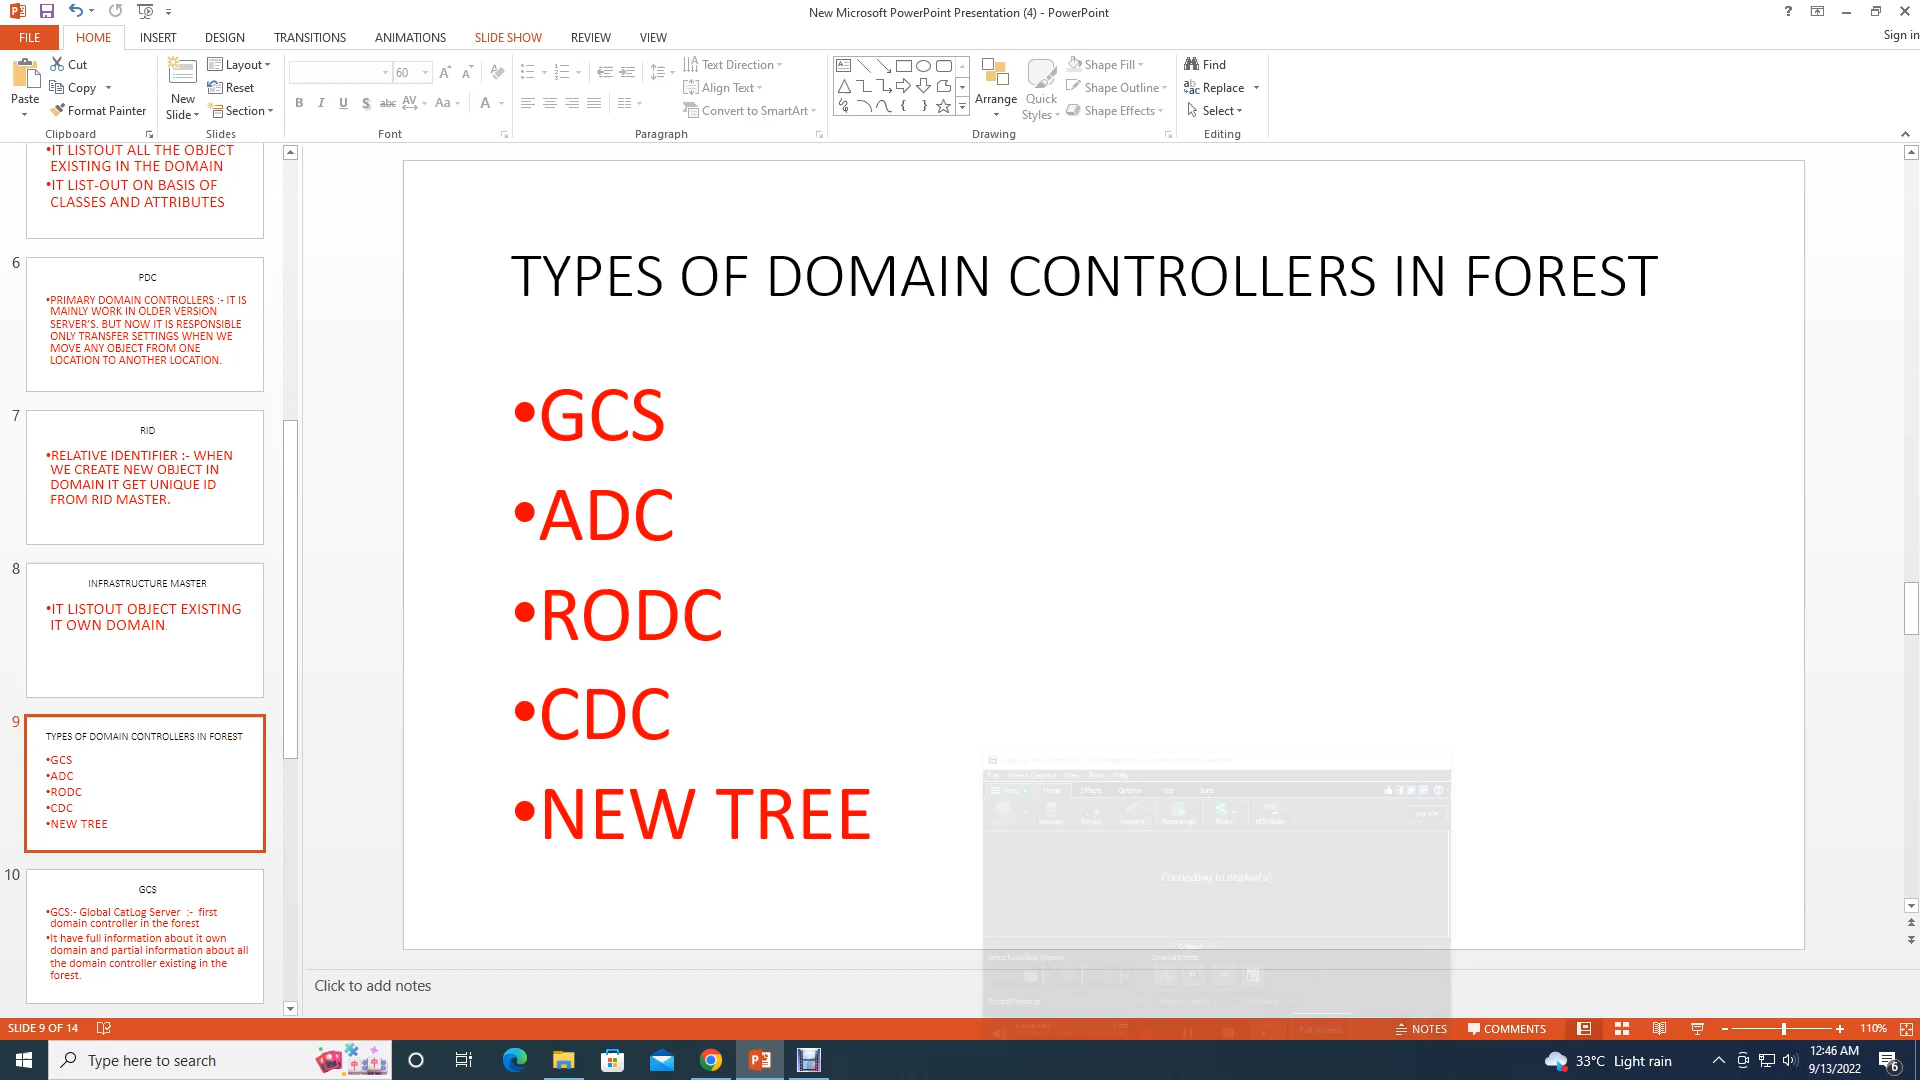 New Microsoft PowerPoint Presentation (4) - PowerPoint
FILE HOME INSERT DESIGN TRANSITIONS ANIMATIONS SLIDE SHOW REVIEW VIEW
Sign in
Paste
Cut
Copy
Format Painter
Clipboard
New
Slide
Layout
Reset
Section
Slides
60
Font
Text Direction
Align Text
Convert to SmartArt
Paragraph
Arrange
Quick
Styles
Shape Fill
Shape Outline
Shape Effects
Drawing
Find
Replace
Select
Editing
•IT LISTOUT ALL THE OBJECT
EXISTING IN THE DOMAIN
•IT LIST-OUT ON BASIS OF
CLASSES AND ATTRIBUTES
6
PDC
•PRIMARY DOMAIN CONTROLLERS :- IT IS
MAINLY WORK IN OLDER VERSION
SERVER'S. BUT NOW IT IS RESPONSIBLE
ONLY TRANSFER SETTINGS WHEN WE
MOVE ANY OBJECT FROM ONE
LOCATION TO ANOTHER LOCATION.
7
RID
•RELATIVE IDENTIFIER :- WHEN
WE CREATE NEW OBJECT IN
DOMAIN IT GET UNIQUE ID
FROM RID MASTER.
8
INFRASTRUCTURE MASTER
•IT LISTOUT OBJECT EXISTING
IT OWN DOMAIN.
9
TYPES OF DOMAIN CONTROLLERS IN FOREST
•GCS
•ADC
•RODC
•CDC
•NEW TREE
10
GCS
•GCS:- Global CatLog Server :- first
domain controller in the forest
•It have full information about it own
domain and partial information about all
the domain controller existing in the
forest.
TYPES OF DOMAIN CONTROLLERS IN FOREST
•GCS
•ADC
•RODC
•CDC
•NEW TREE
Menu Home Effects Options Help Suite
Connecting to display(s)
Click to add notes
SLIDE 9 OF 14
NOTES COMMENTS 110%
Type here to search
33°C Light rain
12:46 AM
9/13/2022
6